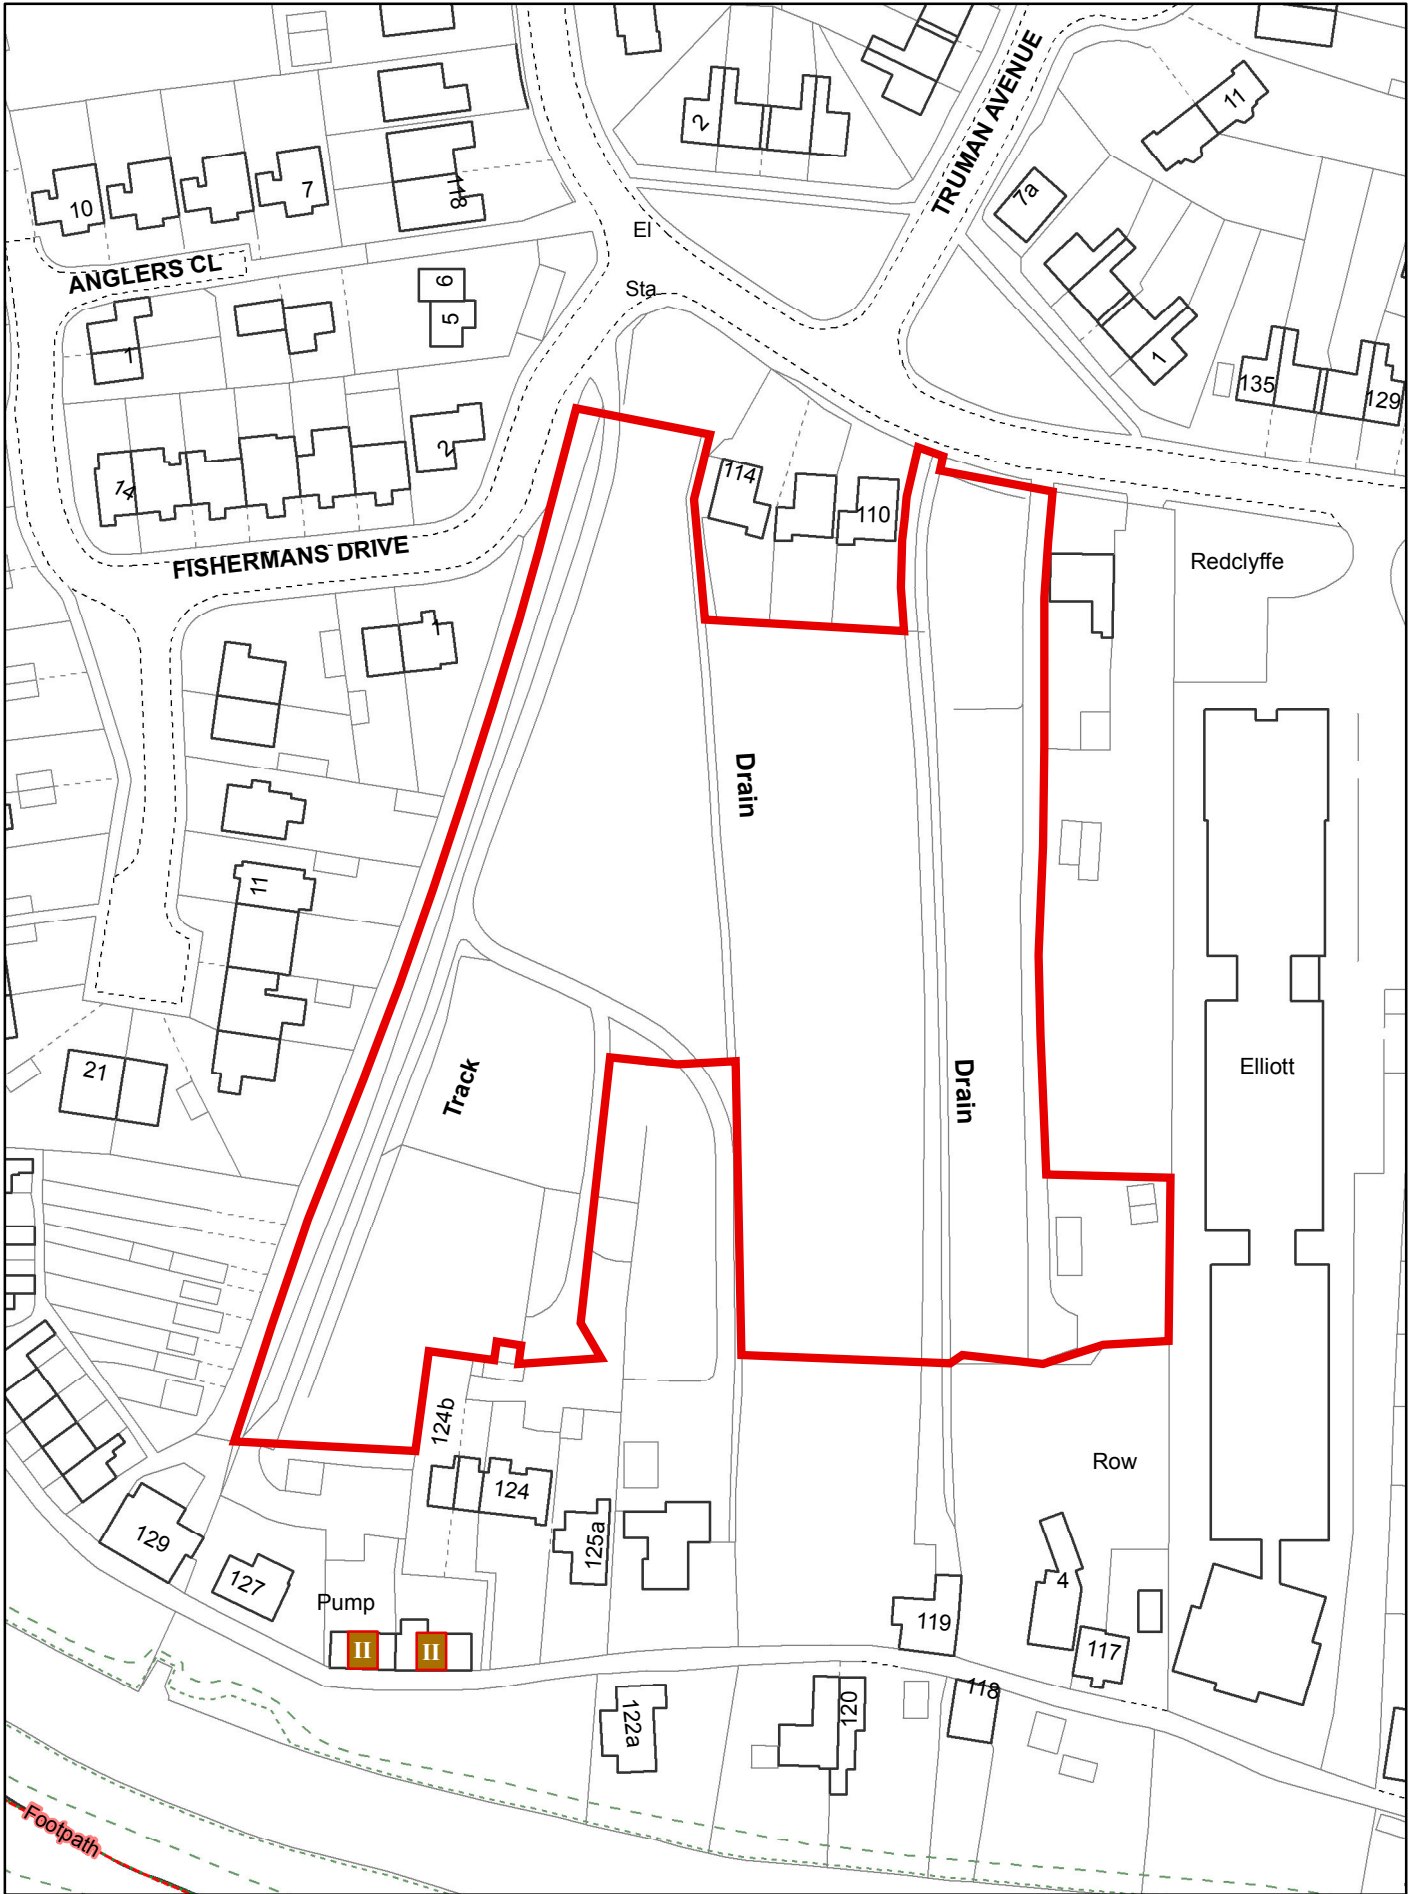 TRUMAN AVENUE
2
11
7a
10
7
118
El
ANGLERS CL
Sta
6
5
1
1
135
129
2
14
114
110
FISHERMANS DRIVE
Redclyffe
1
Drain
11
Track
Drain
Elliott
21
124b
Row
124
129
125a
127
4
Pump
119
117
II
II
118
122a
120
Footpath